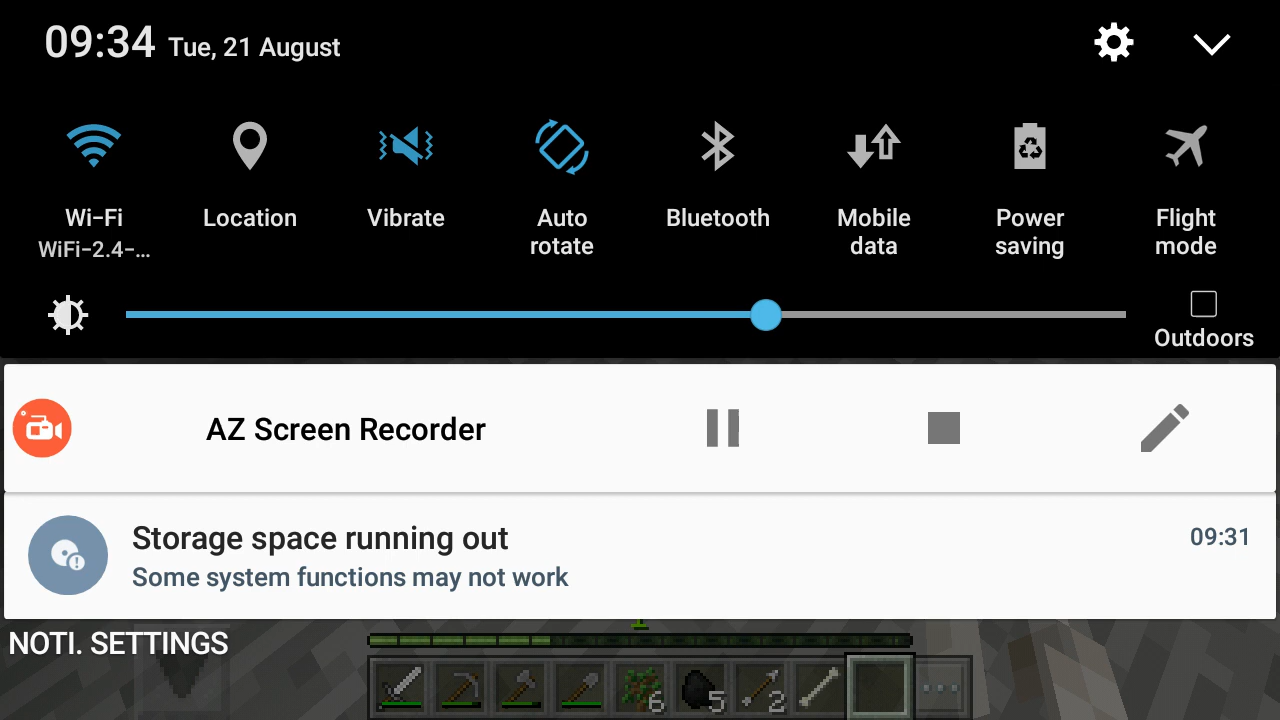 09:34 Tue, 21 August
Wi-Fi
WiFi-2.4-...
Location
Vibrate
Auto
rotate
Bluetooth
Mobile
data
Power
saving
Flight
mode
Outdoors
AZ Screen Recorder
Storage space running out
09:31
Some system functions may not work
NOTI. SETTINGS
6 5 2